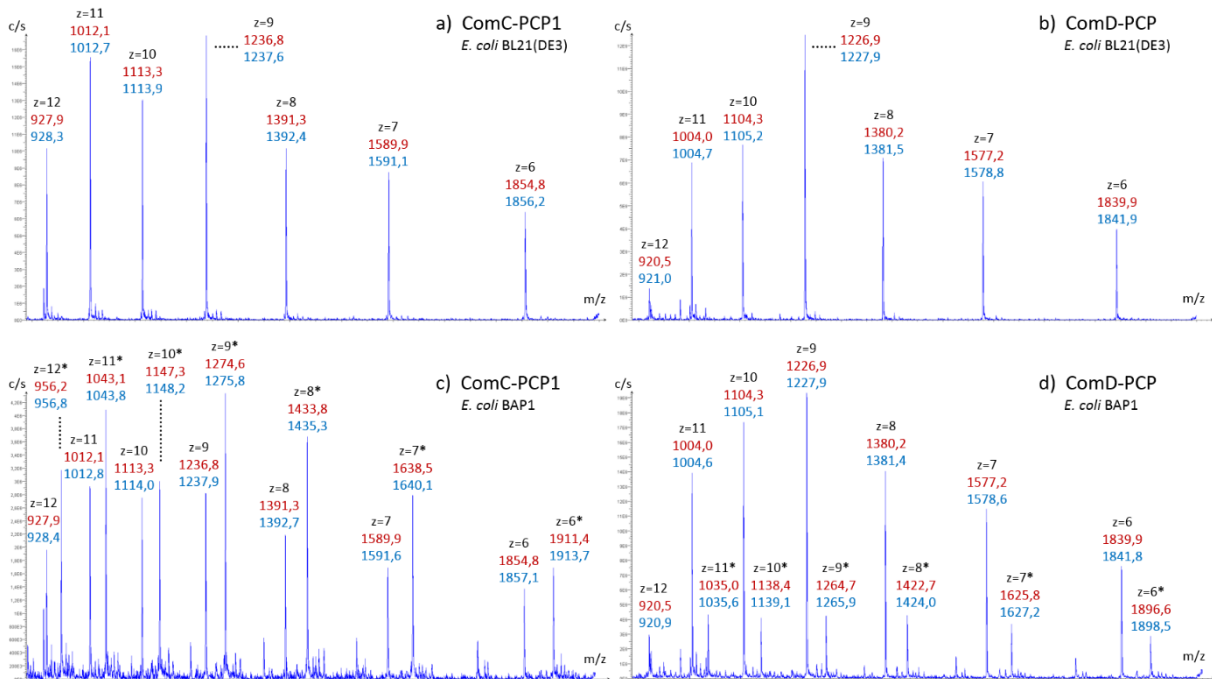 c/s
a) ComC-PCP1
E. coli BL21(DE3)
z=12
927,9
928,3
z=11
1012,1
1012,7
z=10
1113,3
1113,9
z=9
1236,8
1237,6
z=8
1391,3
1392,4
z=7
1589,9
1591,1
z=6
1854,8
1856,2
m/z
c/s
b) ComD-PCP
E. coli BL21(DE3)
z=12
920,5
921,0
z=11
1004,0
1004,7
z=10
1104,3
1105,2
z=9
1226,9
1227,9
z=8
1380,2
1381,5
z=7
1577,2
1578,8
z=6
1839,9
1841,9
m/z
c/s
c) ComC-PCP1
E. coli BAP1
z=12
927,9
928,4
z=12*
956,2
956,8
z=11
1012,1
1012,8
z=11*
1043,1
1043,8
z=10
1113,3
1114,0
z=10*
1147,3
1148,2
z=9
1236,8
1237,9
z=9*
1274,6
1275,8
z=8
1391,3
1392,7
z=8*
1433,8
1435,3
z=7
1589,9
1591,6
z=7*
1638,5
1640,1
z=6
1854,8
1857,1
z=6*
1911,4
1913,7
m/z
c/s
d) ComD-PCP
E. coli BAP1
z=12
920,5
920,9
z=11
1004,0
1004,6
z=11*
1035,0
1035,6
z=10
1104,3
1105,1
z=10*
1138,4
1139,1
z=9
1226,9
1227,9
z=9*
1264,7
1265,9
z=8
1380,2
1381,4
z=8*
1422,7
1424,0
z=7
1577,2
1578,6
z=7*
1625,8
1627,2
z=6
1839,9
1841,8
z=6*
1896,6
1898,5
m/z